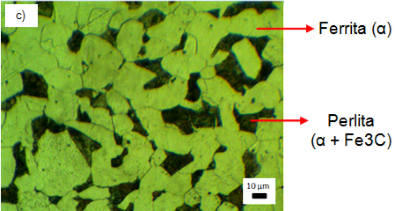 c)
Ferrita (α)
Perlita
(α + Fe3C)
10 µm